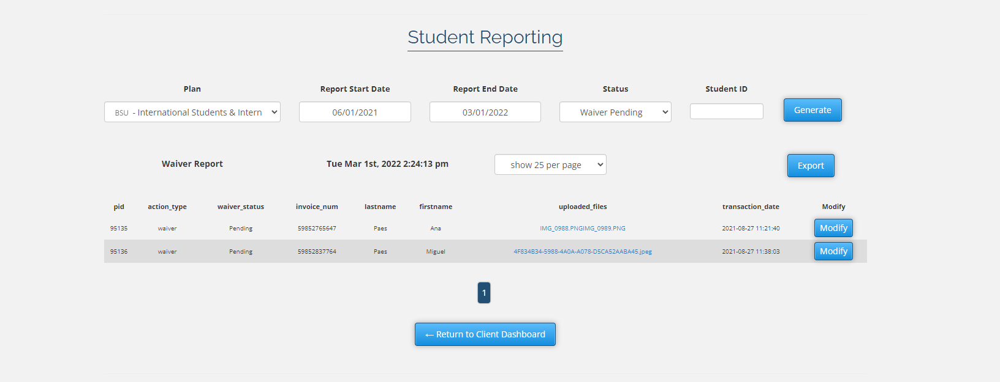 Student Reporting
Plan Report Start Date Report End Date Status Student ID
BSU - International Students & Intern 06/01/2021 03/01/2022 Waiver Pending Generate
Waiver Report Tue Mar 1st, 2022 2:24:13 pm show 25 per page Export
pid action_type waiver_status invoice_num lastname firstname uploaded_files transaction_date Modify
95135 waiver Pending 59852765647 Paes Ana IMG_0988.PNGIMG_0989.PNG 2021-08-27 11:21:40 Modify
95136 waiver Pending 59852837764 Paes Miguel 4F834B34-5988-4A0A-A078-D5CA52AABA45.jpeg 2021-08-27 11:38:03 Modify
1
← Return to Client Dashboard